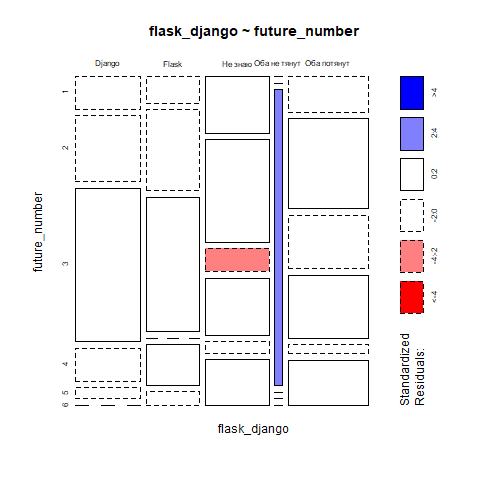 flask_django ~ future_number
Django Flask Не знаю Оба не тянут Оба потянут
1
2
3
4
5
6
future_number
flask_django
>4
2:4
0:2
-2:0
-4:-2
<-4
Standardized
Residuals: